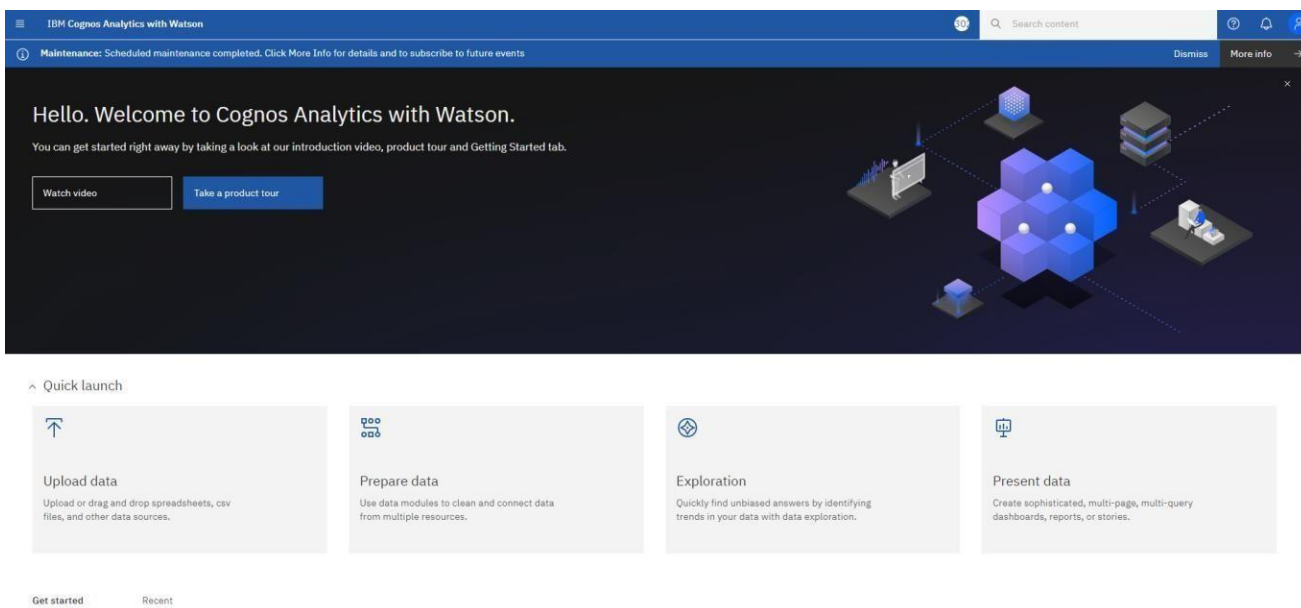 IBM Cognos Analytics with Watson
30
Search content
Maintenance: Scheduled maintenance completed. Click More Info for details and to subscribe to future events
Dismiss
More info
Hello. Welcome to Cognos Analytics with Watson.
You can get started right away by taking a look at our introduction video, product tour and Getting Started tab.
Watch video
Take a product tour
Quick launch
Upload data
Upload or drag and drop spreadsheets, csv
files, and other data sources.
Prepare data
Use data modules to clean and connect data
from multiple resources.
Exploration
Quickly find unbiased answers by identifying
trends in your data with data exploration.
Present data
Create sophisticated, multi-page, multi-query
dashboards, reports, or stories.
Get started
Recent